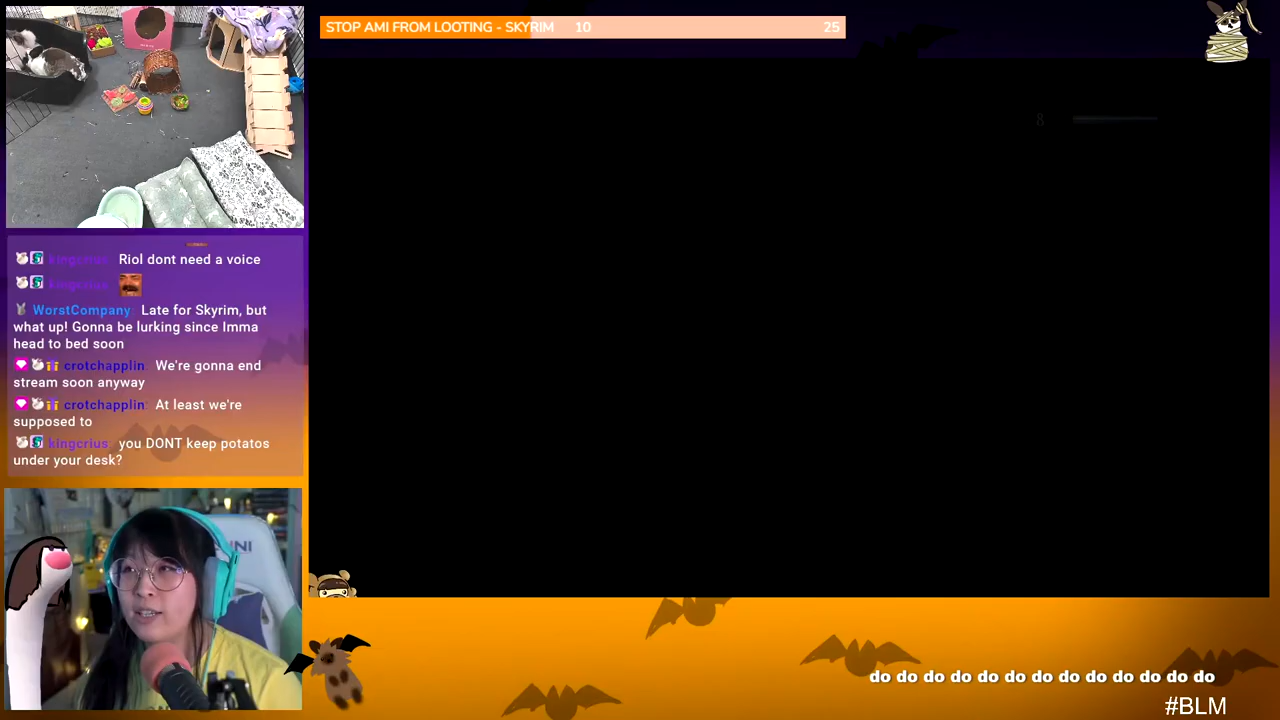 STOP AMI FROM LOOTING - SKYRIM 10 25
kingcrius: Riol dont need a voice
kingcrius:
WorstCompany: Late for Skyrim, but
what up! Gonna be lurking since Imma
head to bed soon
crotchapplin: We're gonna end
stream soon anyway
crotchapplin: At least we're
supposed to
kingcrius: you DONT keep potatos
under your desk?
do do do do do do do do do do do do do
#BLM